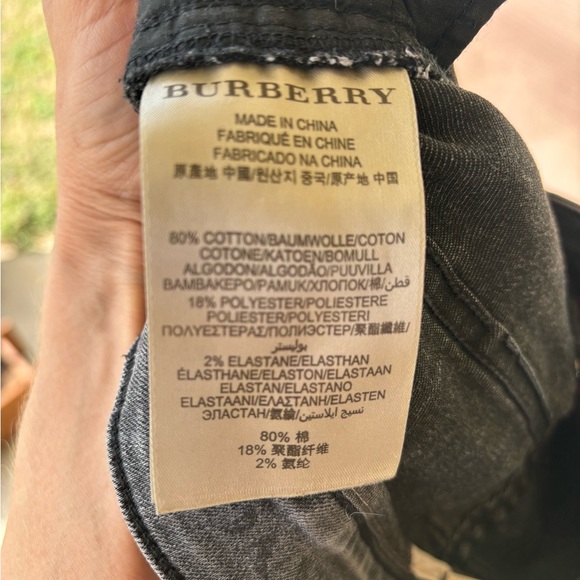 BURBERRY
MADE IN CHINA
FABRIQUÉ EN CHINE
FABRICADO NA CHINA
原產地 中國/원산지 중국/原产地 中国
80% COTTON/BAUMWOLLE/COTON
COTONE/KATOEN/BOMULL
ALGODON/ALGODÃO/PUUVILLA
BAMBAKEPO/PAMUK/ХЛОПОК/棉/قطن/
18% POLYESTER/POLIESTERE
POLIESTER/POLYESTERI
ΠΟΛΥΕΣΤΕΡΑΣ/ПОЛИЭСТЕР/聚酯纖維/
بوليستر
2% ELASTANE/ELASTHAN
ÉLASTHANE/ELASTON/ELASTAAN
ELASTAN/ELASTANO
ELASTAANI/ΕΛΑΣΤΑΝΗ/ELASTEN
ЭЛАСТАН/氨綸/نسيج ايلاستين/
80% 棉
18% 聚酯纤维
2% 氨纶